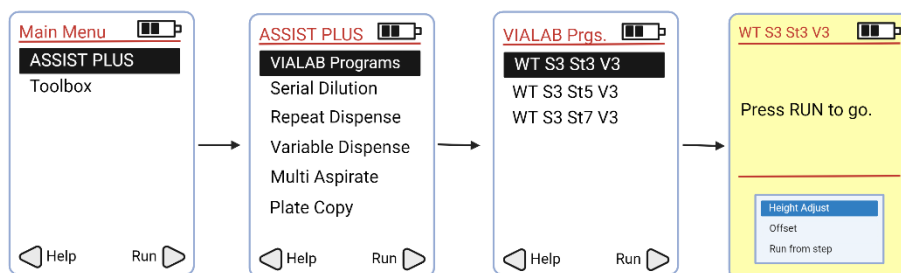 Main Menu
ASSIST PLUS
Toolbox
Help
Run
ASSIST PLUS
VIALAB Programs
Serial Dilution
Repeat Dispense
Variable Dispense
Multi Aspirate
Plate Copy
Help
Run
VIALAB Prgs.
WT S3 St3 V3
WT S3 St5 V3
WT S3 St7 V3
Help
Run
WT S3 St3 V3
Press RUN to go.
Height Adjust
Offset
Run from step